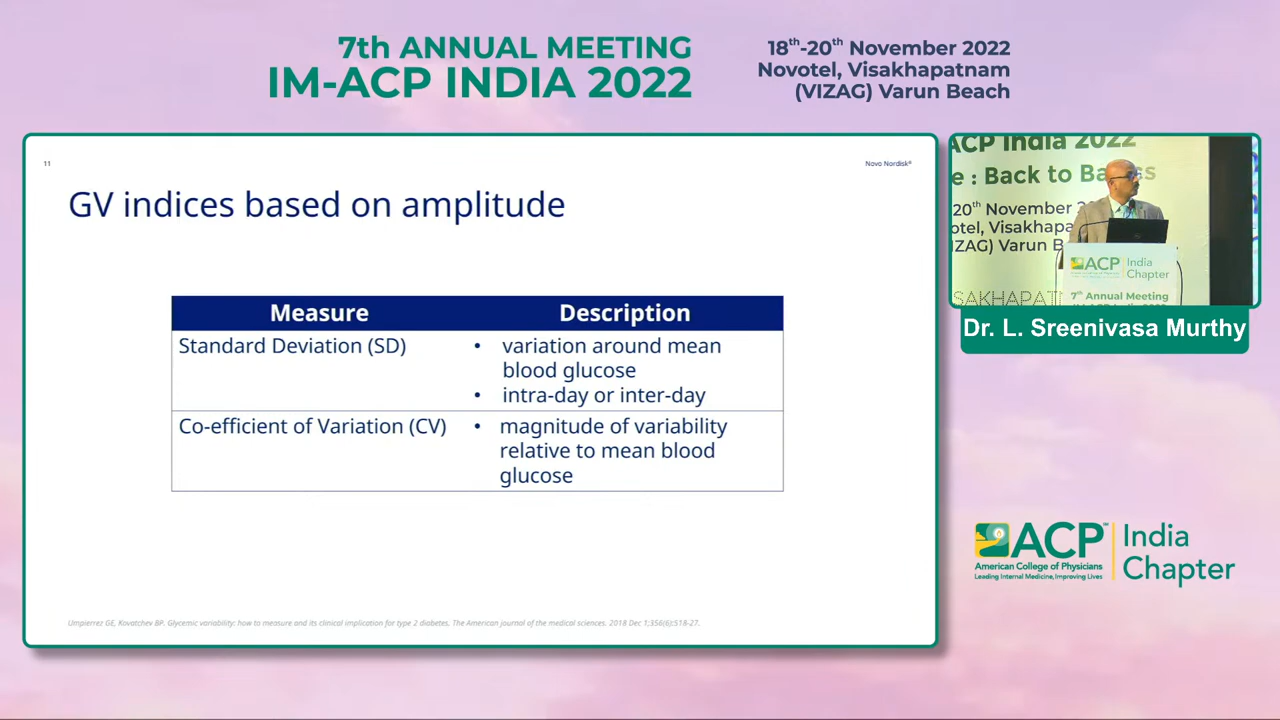 7th ANNUAL MEETING
IM-ACP INDIA 2022
18th-20th November 2022
Novotel, Visakhapatnam
(VIZAG) Varun Beach
11
Novo Nordisk®
GV indices based on amplitude
Measure
Description
Standard Deviation (SD)
• variation around mean
blood glucose
• intra-day or inter-day
Co-efficient of Variation (CV)
• magnitude of variability
relative to mean blood
glucose
Umpierrez GE, Kovatchev BP. Glycemic variability: how to measure and its clinical implication for type 2 diabetes. The American journal of the medical sciences. 2018 Dec 1;356(6):518-27.
ACP India 2022
e : Back to Ba s
20th November
otel, Visakhapa
IZAG) Varun B
SAKHAPAT
ACP India
Chapter
7th Annual Meeting
Dr. L. Sreenivasa Murthy
ACP™
American College of Physicians
Leading Internal Medicine, Improving Lives
India
Chapter